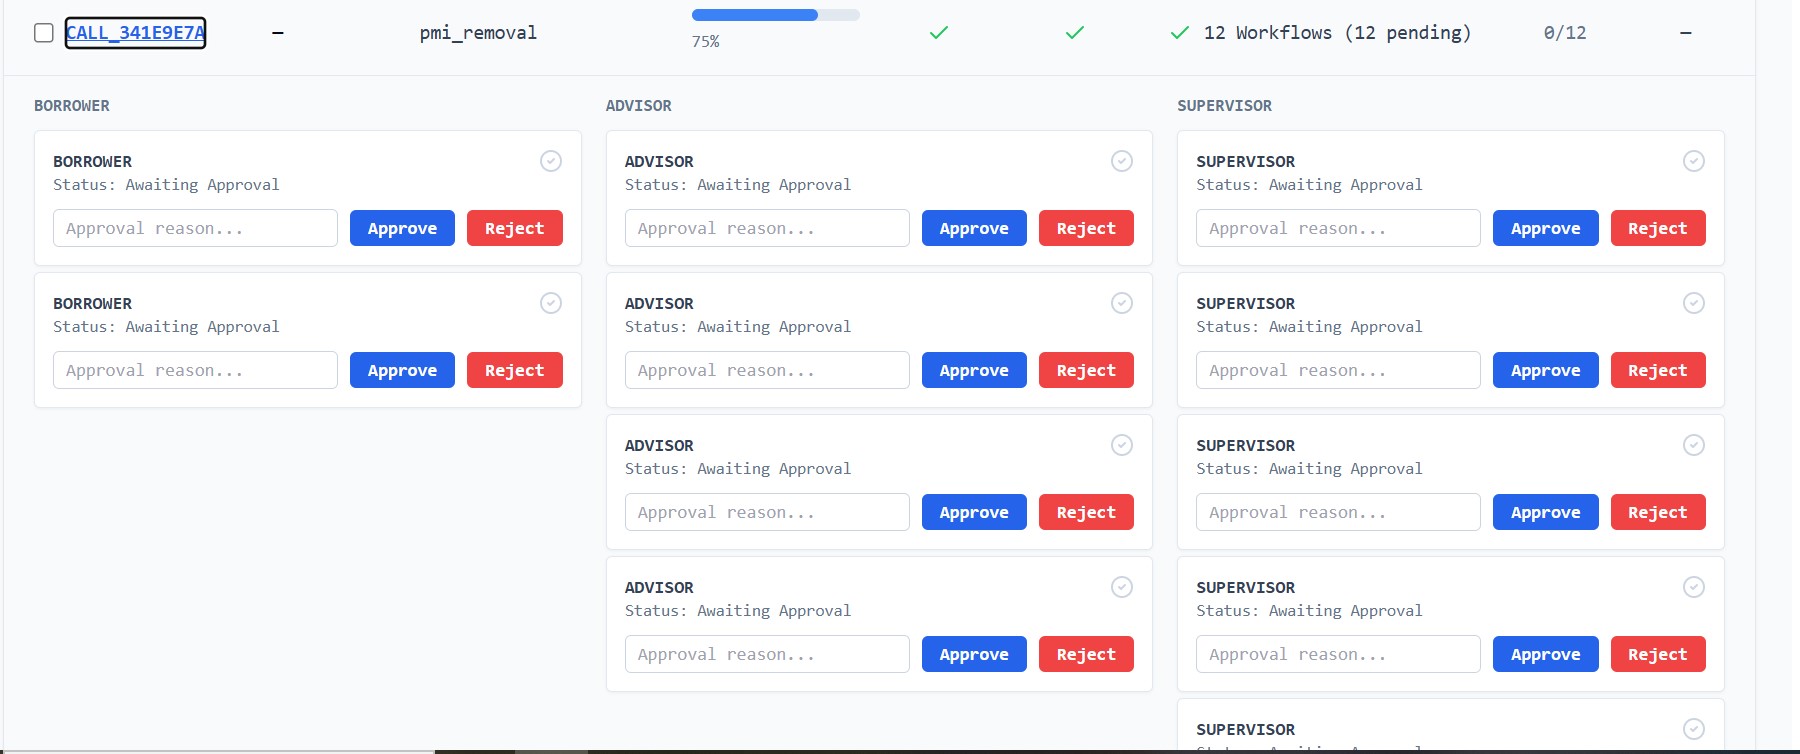 CALL_341E9E7A – pmi_removal 75% 12 Workflows (12 pending) 0/12 –
BORROWER
BORROWER
Status: Awaiting Approval
Approval reason... Approve Reject
BORROWER
Status: Awaiting Approval
Approval reason... Approve Reject
ADVISOR
ADVISOR
Status: Awaiting Approval
Approval reason... Approve Reject
ADVISOR
Status: Awaiting Approval
Approval reason... Approve Reject
ADVISOR
Status: Awaiting Approval
Approval reason... Approve Reject
ADVISOR
Status: Awaiting Approval
Approval reason... Approve Reject
SUPERVISOR
SUPERVISOR
Status: Awaiting Approval
Approval reason... Approve Reject
SUPERVISOR
Status: Awaiting Approval
Approval reason... Approve Reject
SUPERVISOR
Status: Awaiting Approval
Approval reason... Approve Reject
SUPERVISOR
Status: Awaiting Approval
Approval reason... Approve Reject
SUPERVISOR